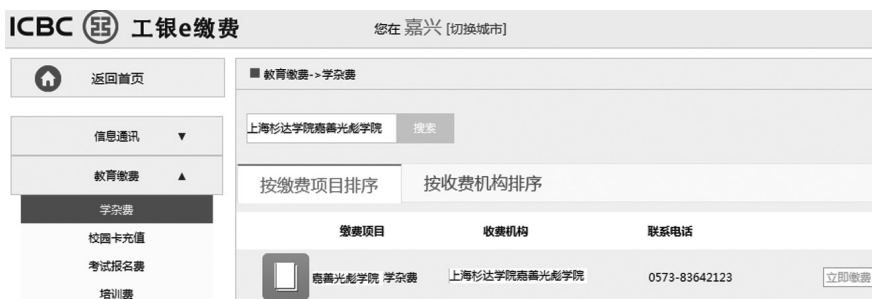 ICBC 工银e缴费
您在 嘉兴 [切换城市]
返回首页
教育缴费->学杂费
信息通讯 ▼
上海杉达学院嘉善光彪学院 搜索
教育缴费 ▲
按缴费项目排序 按收费机构排序
学杂费
校园卡充值
考试报名费
培训费
缴费项目 收费机构 联系电话
嘉善光彪学院 学杂费 上海杉达学院嘉善光彪学院 0573-83642123 立即缴费